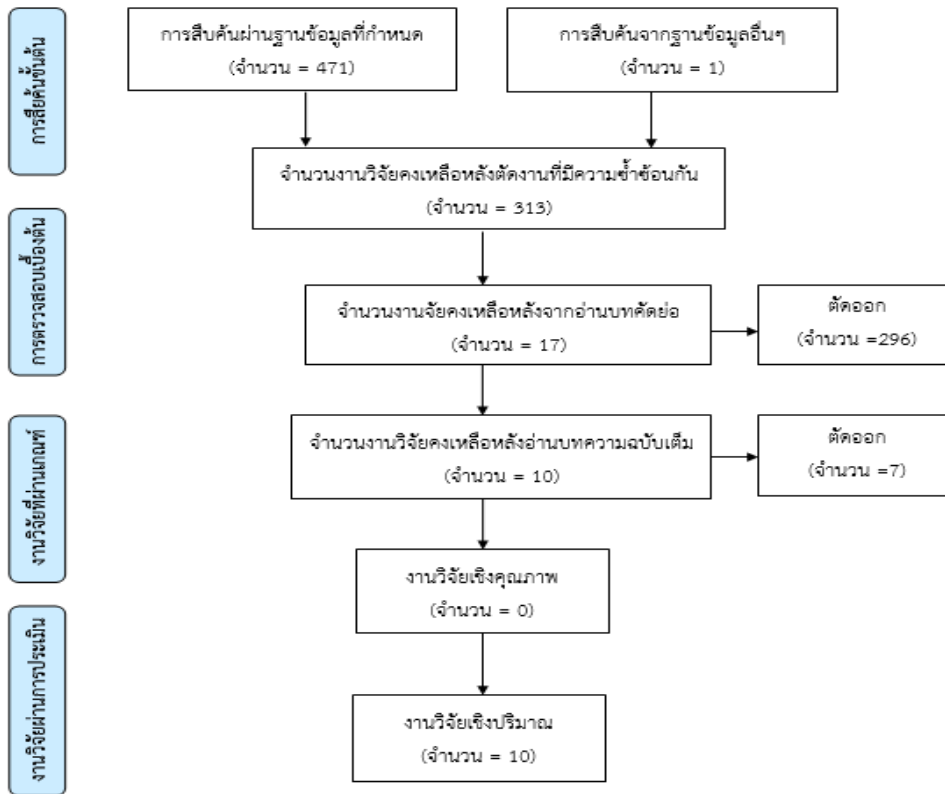 การสืบค้นผ่านฐานข้อมูลที่กำหนด
(จำนวน = 471)
การสืบค้นจากฐานข้อมูลอื่นๆ
(จำนวน = 1)
การสืยค้นขั้นต้น
จำนวนงานวิจัยคงเหลือหลังตัดงานที่มีความซ้ำซ้อนกัน
(จำนวน = 313)
การตรวจสอบเบื้องต้น
จำนวนงานจัยคงเหลือหลังจากอ่านบทคัดย่อ
(จำนวน = 17)
ตัดออก
(จำนวน =296)
งานวิจัยที่ผ่านเกณฑ์
จำนวนงานวิจัยคงเหลือหลังอ่านบทความฉบับเต็ม
(จำนวน = 10)
ตัดออก
(จำนวน =7)
งานวิจัยเชิงคุณภาพ
(จำนวน = 0)
งานวิจัยผ่านการประเมิน
งานวิจัยเชิงปริมาณ
(จำนวน = 10)